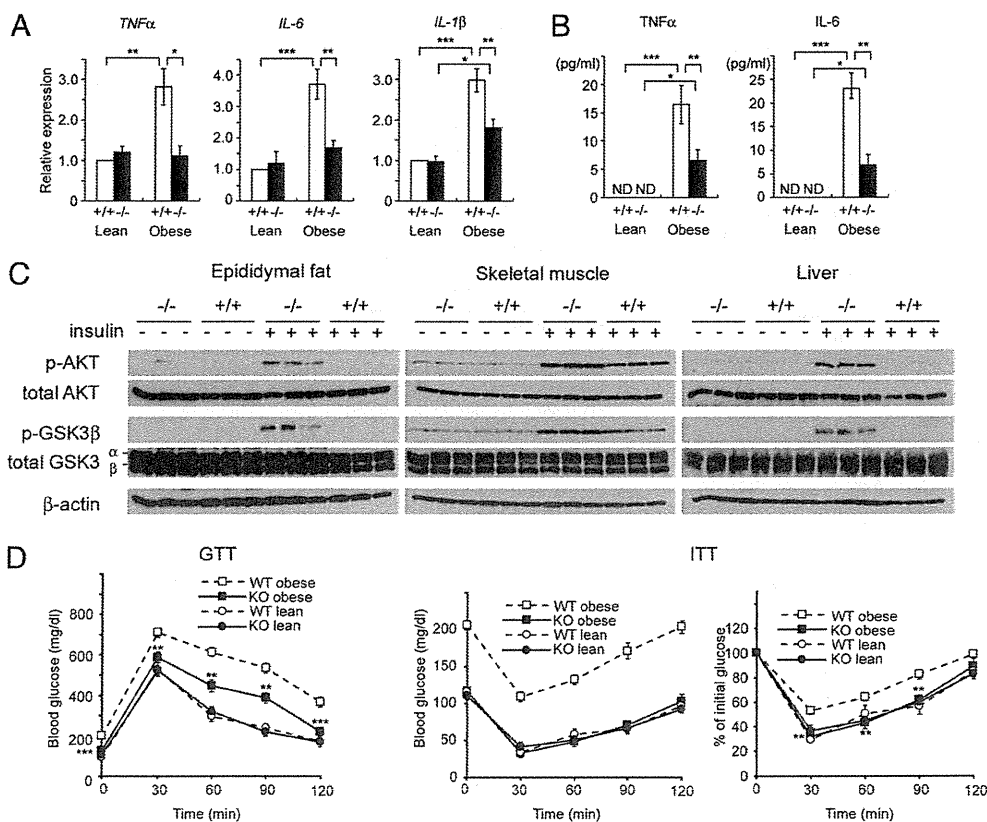 A
TNFα
IL-6
IL-1β
** *
*** **
*** **
*
Relative expression
3.0
2.0
1.0
0
4.0
3.0
2.0
1.0
0
3.0
2.0
1.0
0
+/+ -/- +/+ -/-
Lean Obese
+/+ -/- +/+ -/-
Lean Obese
+/+ -/- +/+ -/-
Lean Obese
B
TNFα
IL-6
*** **
*
*** **
*
(pg/ml)
25
20
15
10
5
0
ND ND
(pg/ml)
30
25
20
15
10
5
0
ND ND
+/+ -/- +/+ -/-
Lean Obese
+/+ -/- +/+ -/-
Lean Obese
C
Epididymal fat
Skeletal muscle
Liver
-/- +/+ -/- +/+
-/- +/+ -/- +/+
-/- +/+ -/- +/+
insulin - - - - - - + + + + + +
- - - - - - + + + + + +
- - - - - - + + + + + +
p-AKT
total AKT
p-GSK3β
total GSK3 α
β
β-actin
D
GTT
WT obese
KO obese
WT lean
KO lean
Blood glucose (mg/dl)
800
600
400
200
0
***
**
**
**
***
0 30 60 90 120
Time (min)
ITT
WT obese
KO obese
WT lean
KO lean
Blood glucose (mg/dl)
200
150
100
50
0
0 30 60 90 120
Time (min)
WT obese
KO obese
WT lean
KO lean
% of initial glucose
120
100
80
60
40
20
0
**
**
**
0 30 60 90 120
Time (min)